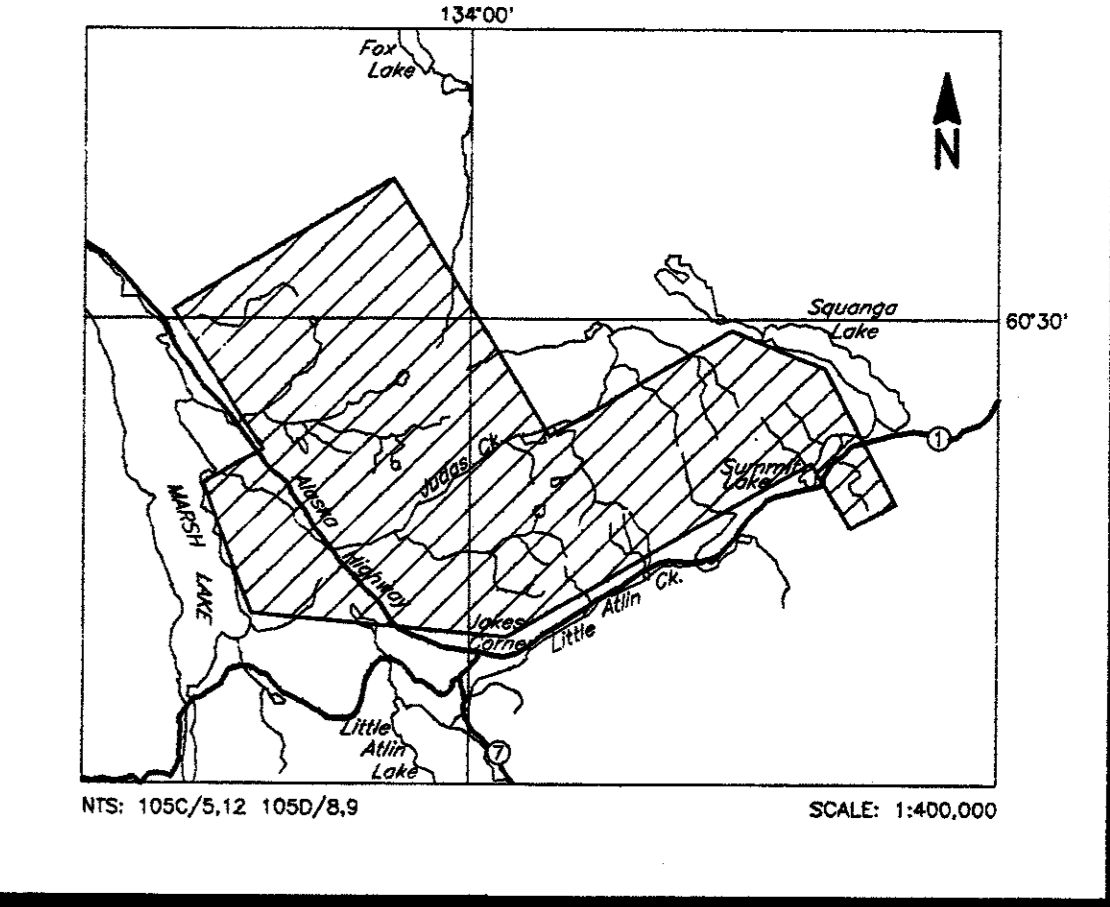 134°00'
Fox
Lake
N
Squanga
Lake
60°30'
1
Judas Ck.
Summit
Lake
Alaska
Highway
MARSH
LAKE
Jakes
Corner
Little Atlin Ck.
Little
Atlin
Lake
7
NTS: 105C/5,12 105D/8,9
SCALE: 1:400,000